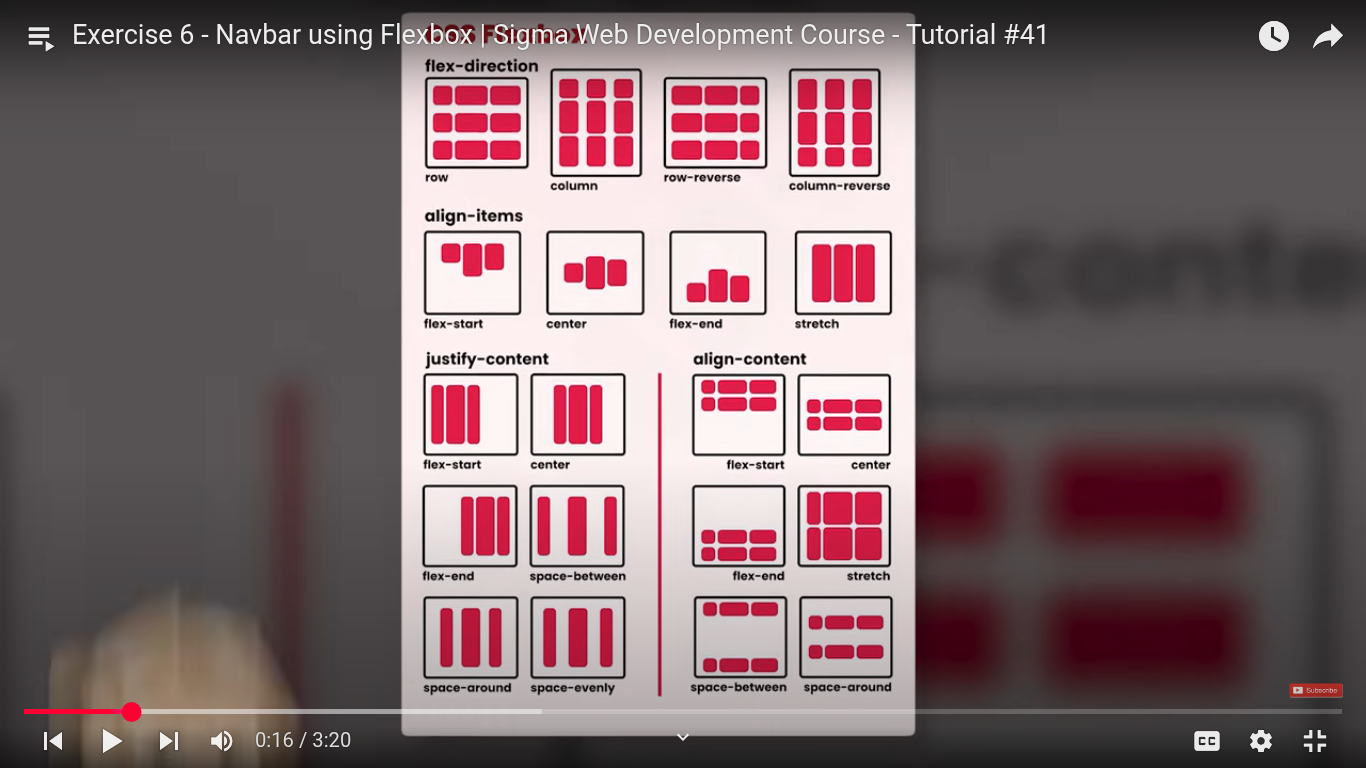 Exercise 6 - Navbar using Flexbox | Sigma Web Development Course - Tutorial #41
CSS Flexbox
flex-direction
row
column
row-reverse
column-reverse
align-items
flex-start
center
flex-end
stretch
justify-content
align-content
flex-start
center
flex-start
center
flex-end
space-between
flex-end
stretch
space-around
space-evenly
space-between
space-around
Subscribe
0:16 / 3:20
CC